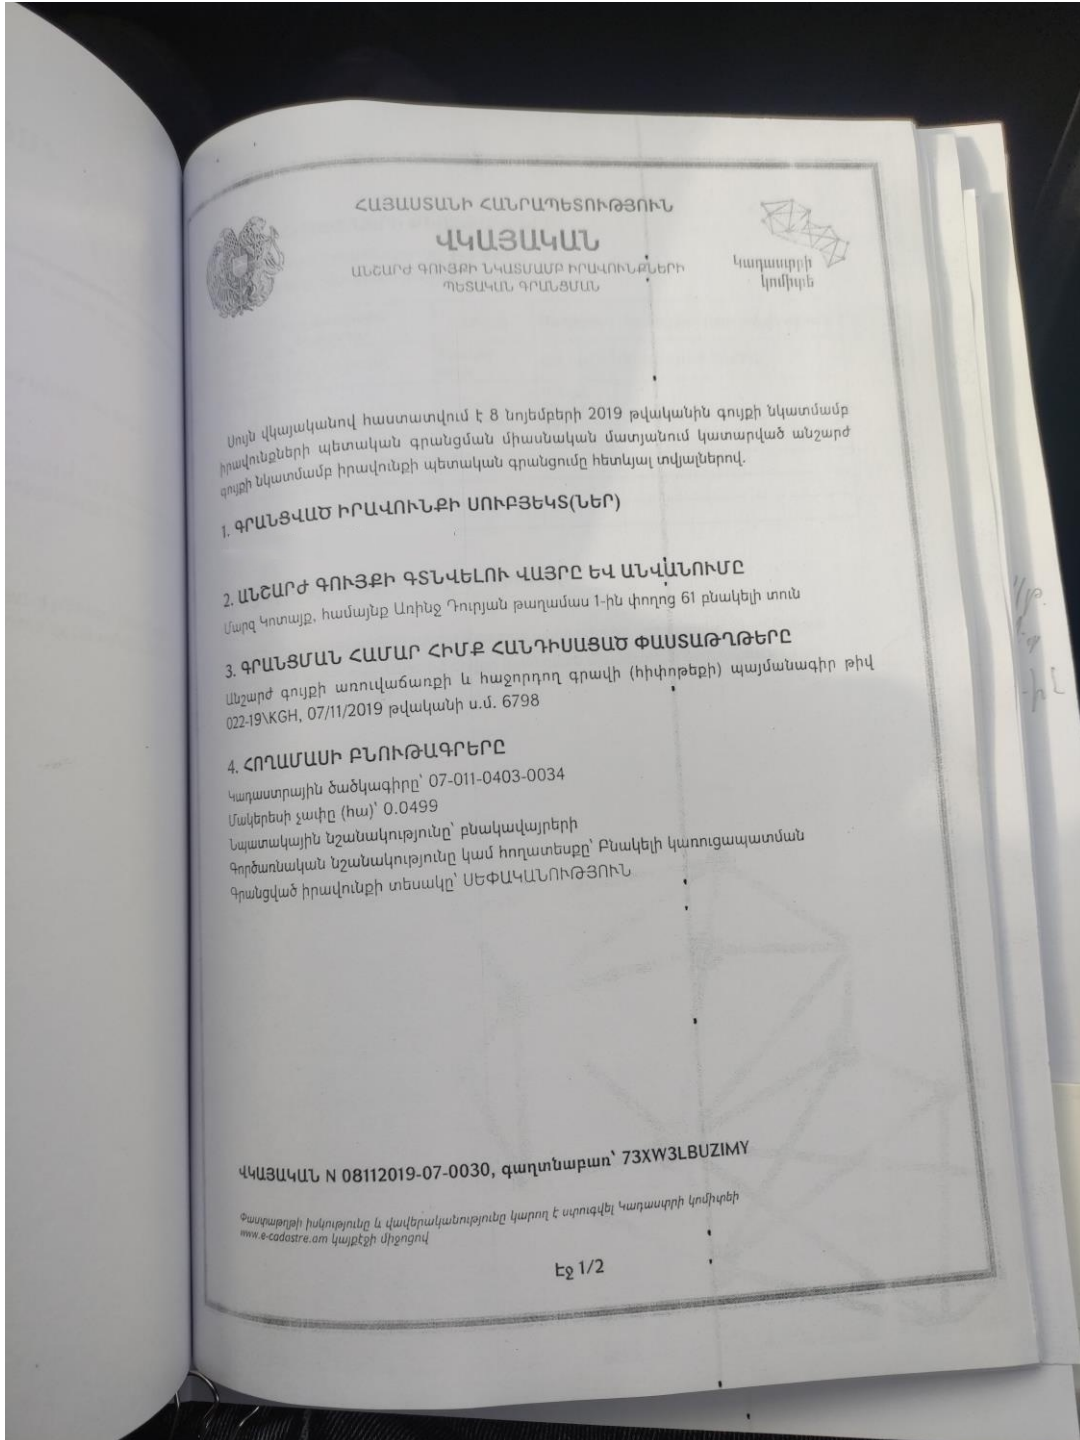 ՀԱՅԱՍՏԱՆԻ ՀԱՆՐԱՊԵՏՈՒԹՅՈՒՆ
ՎԿԱՅԱԿԱՆ
ԱՆՇԱՐԺ ԳՈՒՅՔԻ ՆԿԱՏՄԱՄԲ ԻՐԱՎՈՒՆՔՆԵՐԻ
ՊԵՏԱԿԱՆ ԳՐԱՆՑՄԱՆ
Կադաստրի
կոմիտե
Սույն վկայականով հաստատվում է 8 նոյեմբերի 2019 թվականին գույքի նկատմամբ
իրավունքների պետական գրանցման միասնական մատյանում կատարված անշարժ
գույքի նկատմամբ իրավունքի պետական գրանցումը հետևյալ տվյալներով.
1. ԳՐԱՆՑՎԱԾ ԻՐԱՎՈՒՆՔԻ ՍՈՒԲՅԵԿՏ(ՆԵՐ)
2. ԱՆՇԱՐԺ ԳՈՒՅՔԻ ԳՏՆՎԵԼՈՒ ՎԱՅՐԸ ԵՎ ԱՆՎԱՆՈՒՄԸ
Մարզ Կոտայք, համայնք Առինջ Դուրյան թաղամաս 1-ին փողոց 61 բնակելի տուն
3. ԳՐԱՆՑՄԱՆ ՀԱՄԱՐ ՀԻՄՔ ՀԱՆԴԻՍԱՑԱԾ ՓԱՍՏԱԹՂԹԵՐԸ
Անշարժ գույքի առուվաճառքի և հաջորդող գրավի (հիփոթեքի) պայմանագիր թիվ
022-19\KGH, 07/11/2019 թվականի ս.մ. 6798
4. ՀՈՂԱՄԱՍԻ ԲՆՈՒԹԱԳՐԵՐԸ
Կադաստրային ծածկագիրը՝ 07-011-0403-0034
Մակերեսի չափը (հա)՝ 0.0499
Նպատակային նշանակությունը՝ բնակավայրերի
Գործառնական նշանակությունը կամ հողատեսքը՝ Բնակելի կառուցապատման
Գրանցված իրավունքի տեսակը՝ ՍԵՓԱԿԱՆՈՒԹՅՈՒՆ
ՎԿԱՅԱԿԱՆ N 08112019-07-0030, գաղտնաբառ՝ 73XW3LBUZIMY
Փաստաթղթի իսկությունը և վավերականությունը կարող է ստուգվել Կադաստրի կոմիտեի
www.e-cadastre.am կայքէջի միջոցով
Էջ 1/2